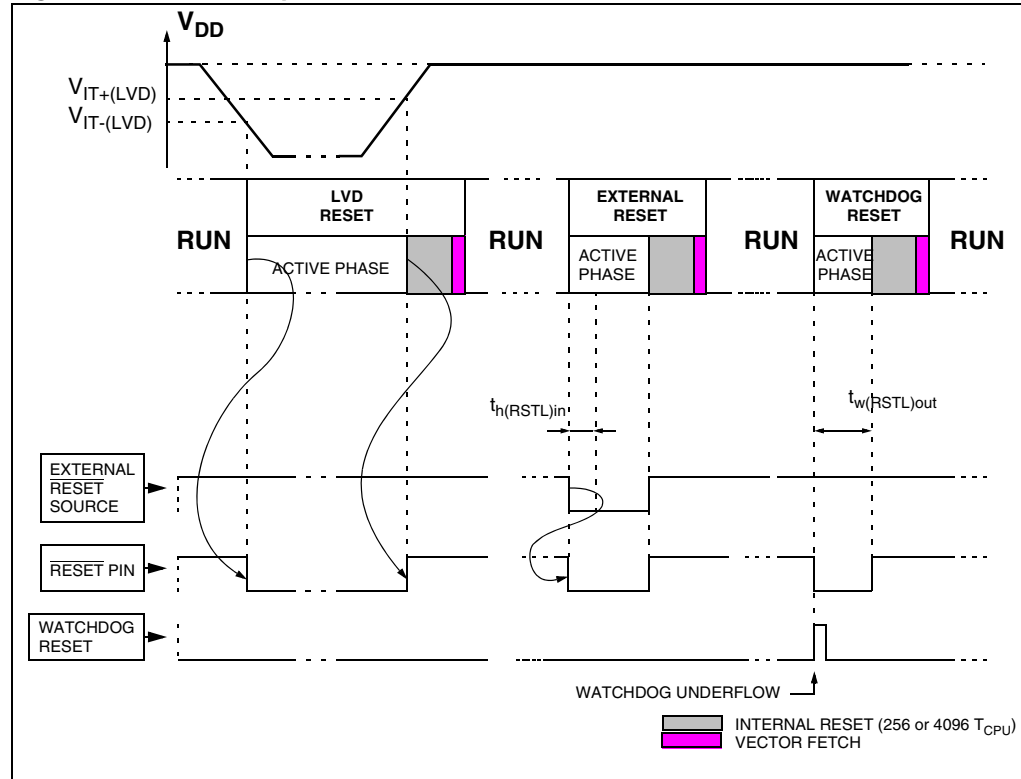 VDD
VIT+(LVD)
VIT-(LVD)
LVD
RESET
EXTERNAL
RESET
WATCHDOG
RESET
RUN
ACTIVE PHASE
RUN
ACTIVE
PHASE
RUN
ACTIVE
PHASE
RUN
th(RSTL)in
tw(RSTL)out
EXTERNAL
RESET
SOURCE
RESET PIN
WATCHDOG
RESET
WATCHDOG UNDERFLOW
INTERNAL RESET (256 or 4096 TCPU)
VECTOR FETCH